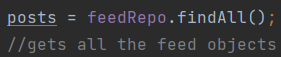 posts = feedRepo.findAll();
//gets all the feed objects